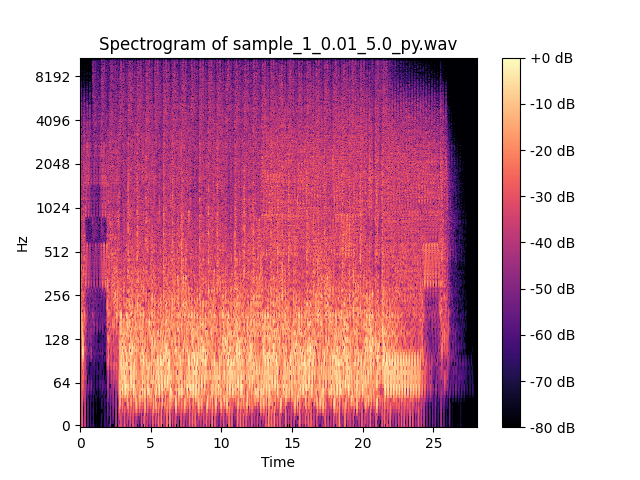 Spectrogram of sample_1_0.01_5.0_py.wav
Hz
8192
4096
2048
1024
512
256
128
64
0
0 5 10 15 20 25
Time
+0 dB
-10 dB
-20 dB
-30 dB
-40 dB
-50 dB
-60 dB
-70 dB
-80 dB